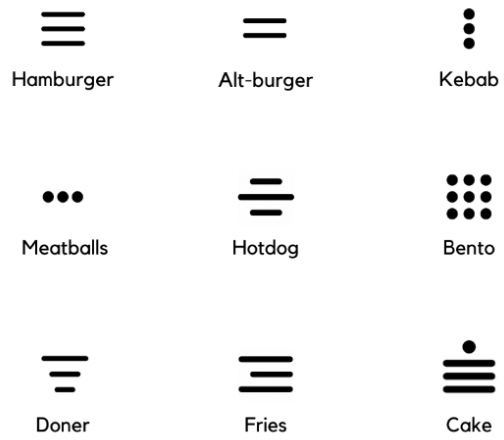 Hamburger
Alt-burger
Kebab
Meatballs
Hotdog
Bento
Doner
Fries
Cake